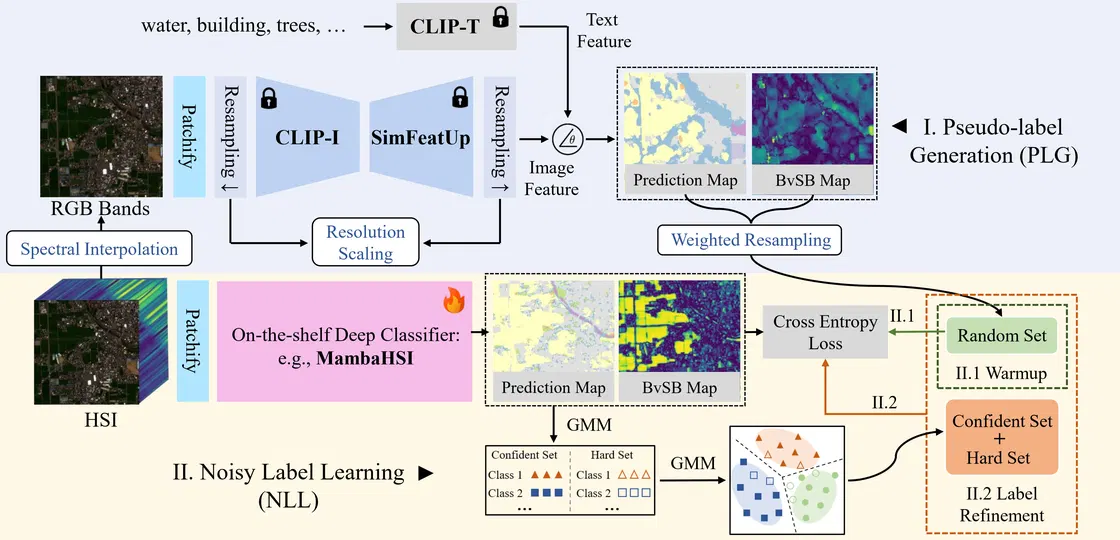 water, building, trees, …
CLIP-T
Text
Feature
RGB Bands
Patchify
Resampling ↓
CLIP-I
SimFeatUp
Resampling ↑
θ
Image
Feature
Prediction Map
BvSB Map
I. Pseudo-label
Generation (PLG)
Spectral Interpolation
Resolution
Scaling
Weighted Resampling
HSI
Patchify
On-the-shelf Deep Classifier:
e.g., MambaHSI
Prediction Map
BvSB Map
Cross Entropy
Loss
II.1
Random Set
II.1 Warmup
II.2
Confident Set
+
Hard Set
II.2 Label
Refinement
GMM
II. Noisy Label Learning
(NLL)
Confident Set
Class 1
Class 2
...
Hard Set
Class 1
Class 2
...
GMM